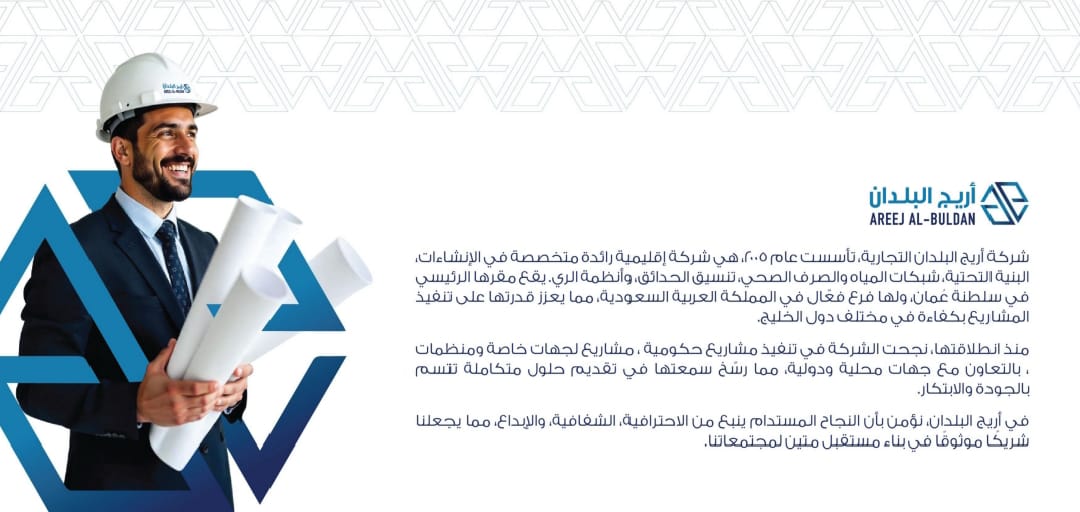 أريج البلدان
AREEJ AL-BULDAN
أريج البلدان
AREEJ AL-BULDAN
شركة أريج البلدان التجارية، تأسست عام ٢٠٠٥، هي شركة إقليمية رائدة متخصصة في الإنشاءات،
البنية التحتية، شبكات المياه والصرف الصحي، تنسيق الحدائق، وأنظمة الري. يقع مقرها الرئيسي
في سلطنة عُمان، ولها فرع فعّال في المملكة العربية السعودية، مما يعزز قدرتها على تنفيذ
المشاريع بكفاءة في مختلف دول الخليج.
منذ انطلاقتها، نجحت الشركة في تنفيذ مشاريع حكومية ، مشاريع لجهات خاصة ومنظمات
، بالتعاون مع جهات محلية ودولية، مما رسّخ سمعتها في تقديم حلول متكاملة تتسم
بالجودة والابتكار.
في أريج البلدان، نؤمن بأن النجاح المستدام ينبع من الاحترافية، الشفافية، والإبداع، مما يجعلنا
شريكًا موثوقًا في بناء مستقبل متين لمجتمعاتنا.